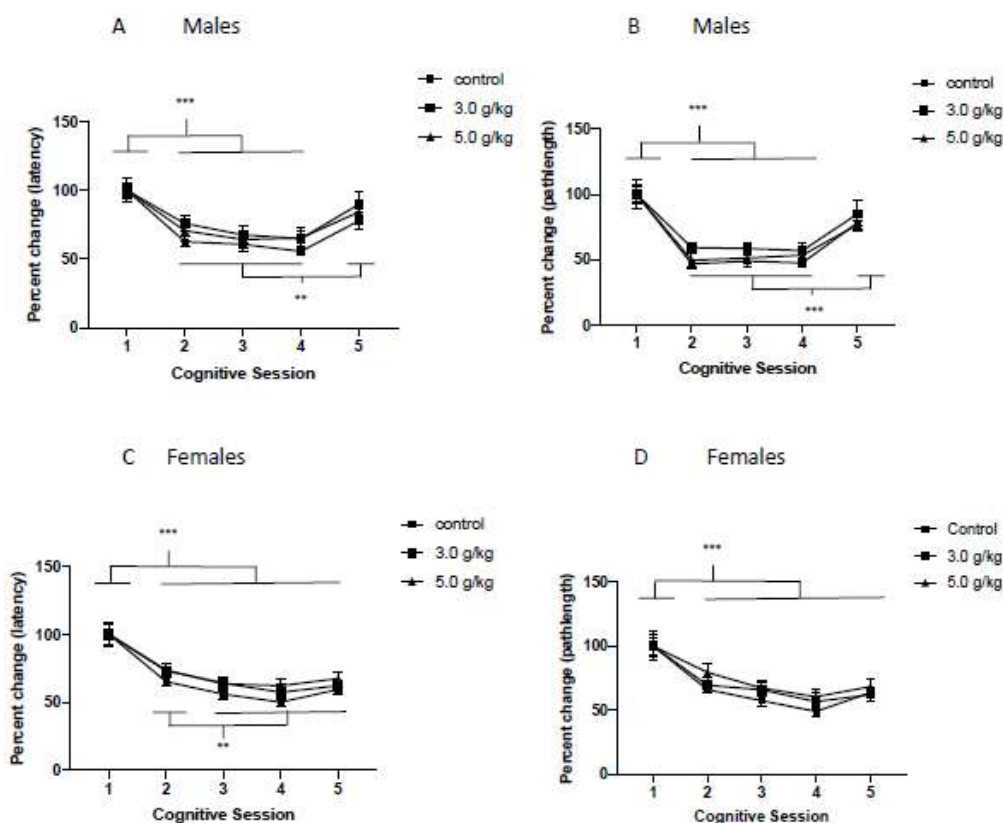 A Males
control
3.0 g/kg
5.0 g/kg
***
150
100
50
0
Percent change (latency)
**
1 2 3 4 5
Cognitive Session
B Males
control
3.0 g/kg
5.0 g/kg
***
150
100
50
0
Percent change (pathlength)
***
1 2 3 4 5
Cognitive Session
C Females
control
3.0 g/kg
5.0 g/kg
***
150
100
50
0
Percent change (latency)
**
1 2 3 4 5
Cognitive Session
D Females
Control
3.0 g/kg
5.0 g/kg
***
150
100
50
0
Percent change (pathlength)
1 2 3 4 5
Cognitive Session